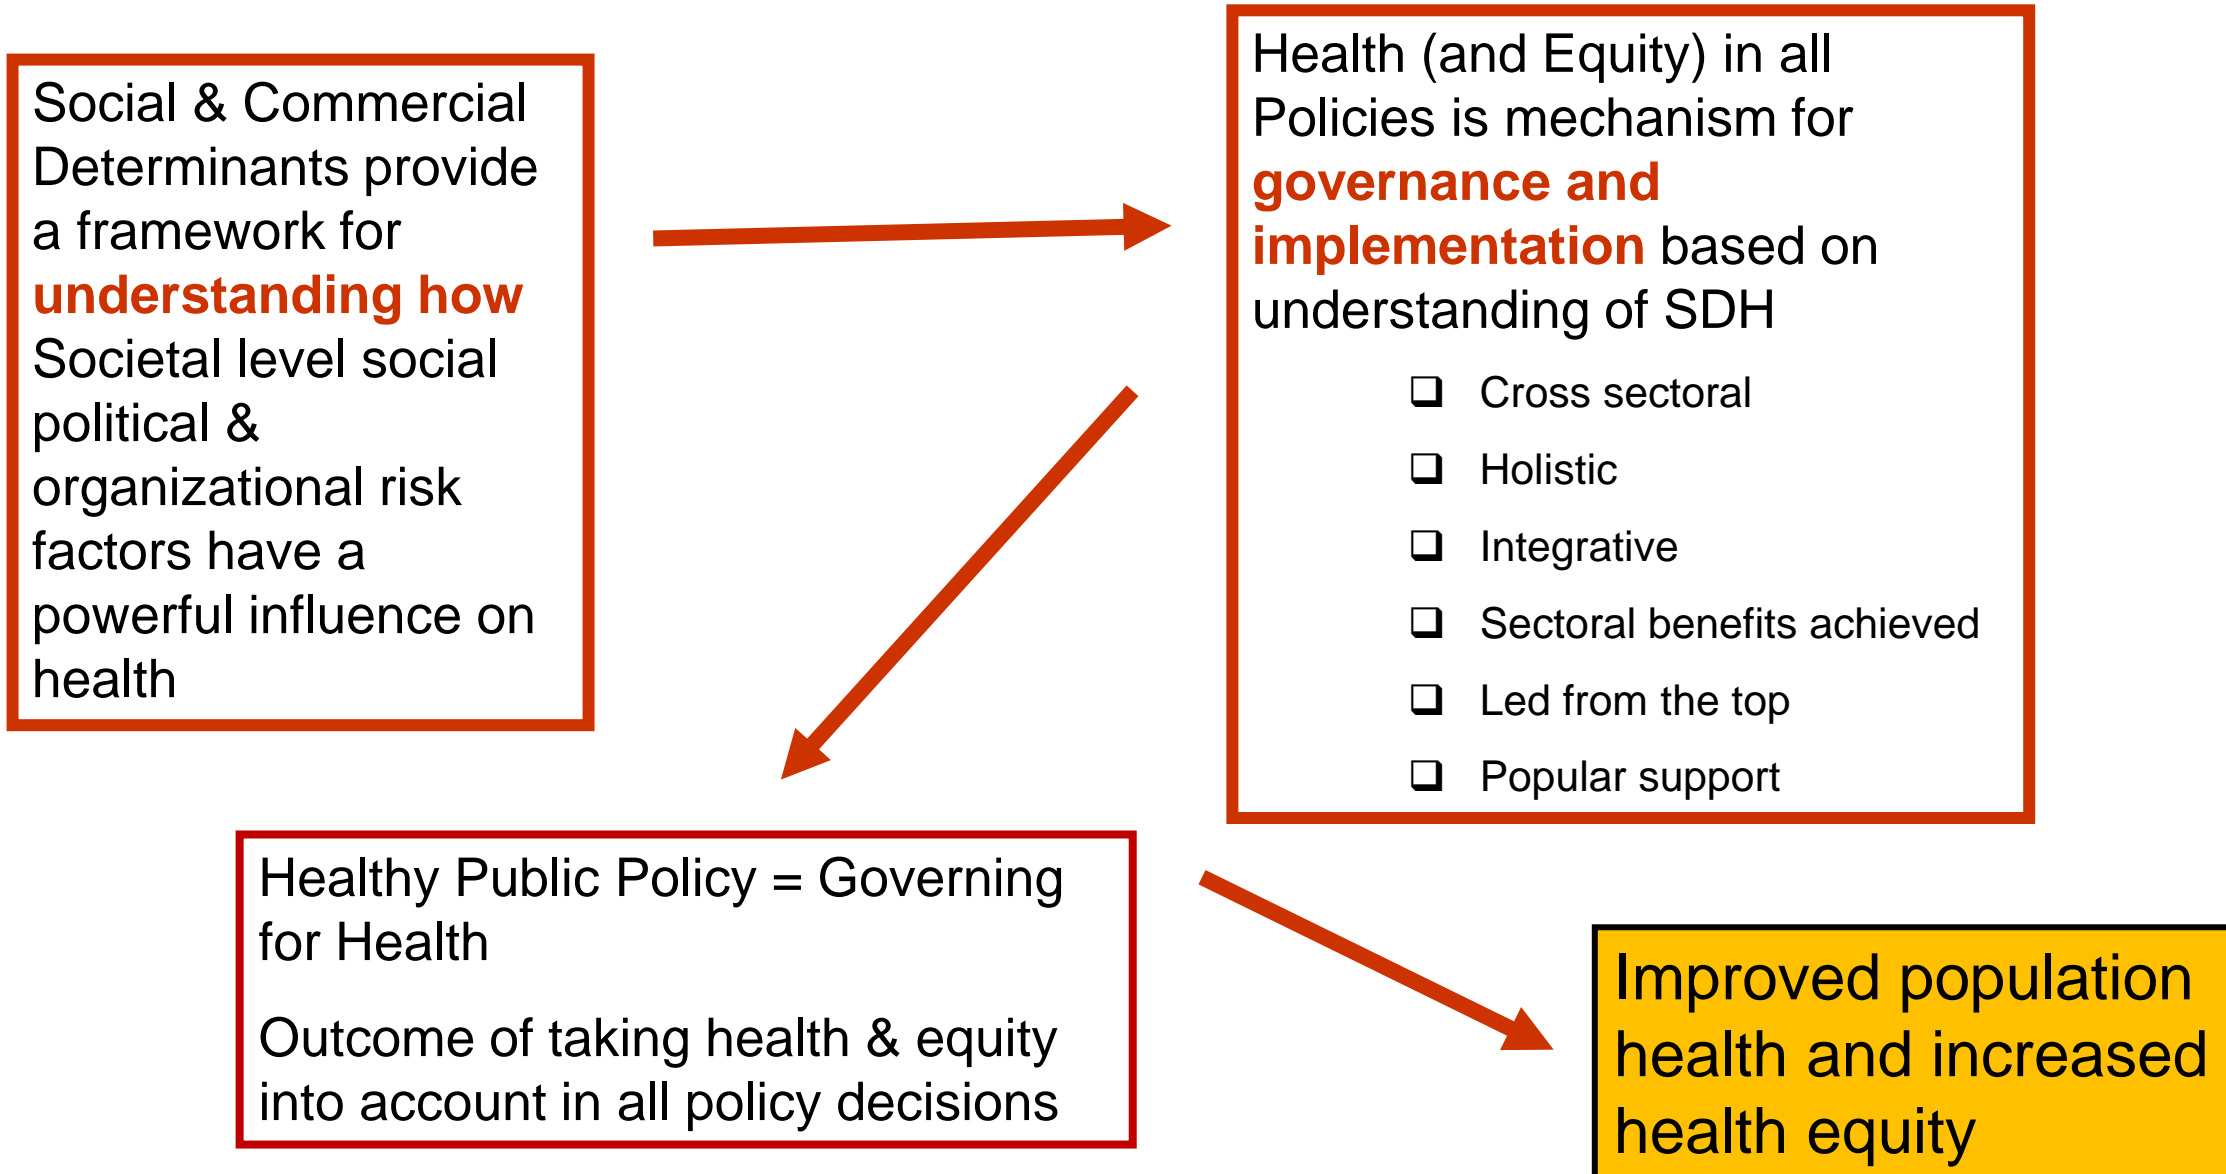 Social & Commercial
Determinants provide
a framework for
understanding how
Societal level social
political &
organizational risk
factors have a
powerful influence on
health
Health (and Equity) in all
Policies is mechanism for
governance and
implementation based on
understanding of SDH
❑ Cross sectoral
❑ Holistic
❑ Integrative
❑ Sectoral benefits achieved
❑ Led from the top
❑ Popular support
Healthy Public Policy = Governing
for Health
Outcome of taking health & equity
into account in all policy decisions
Improved population
health and increased
health equity